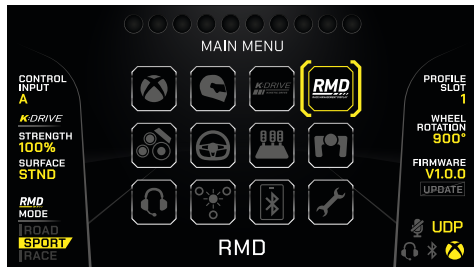 MAIN MENU
CONTROL
INPUT
A
K-DRIVE
STRENGTH
100%
SURFACE
STND
RMD
MODE
ROAD
SPORT
RACE
K-DRIVE
RMD
RMD
PROFILE
SLOT
1
WHEEL
ROTATION
900°
FIRMWARE
V1.0.0
UPDATE
UDP